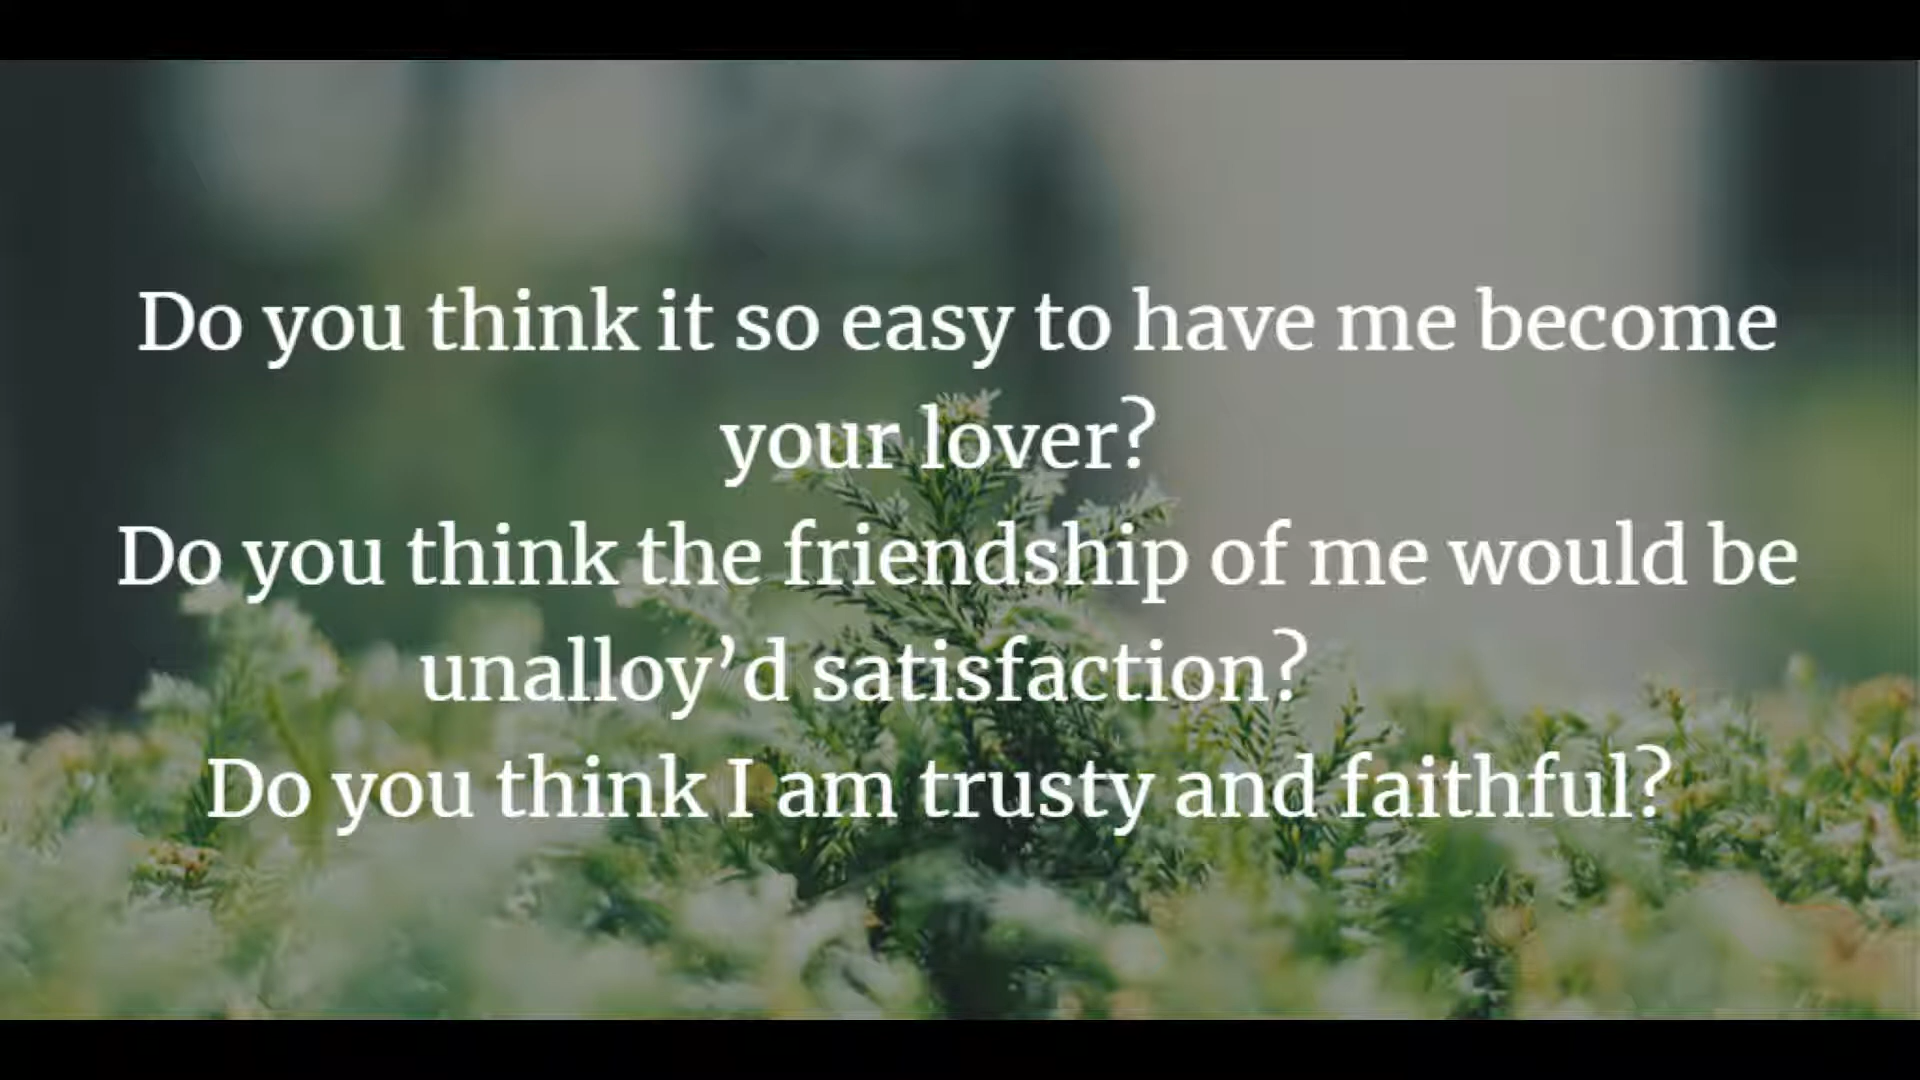 Do you think it so easy to have me become
your lover?
Do you think the friendship of me would be
unalloy’d satisfaction?
Do you think I am trusty and faithful?